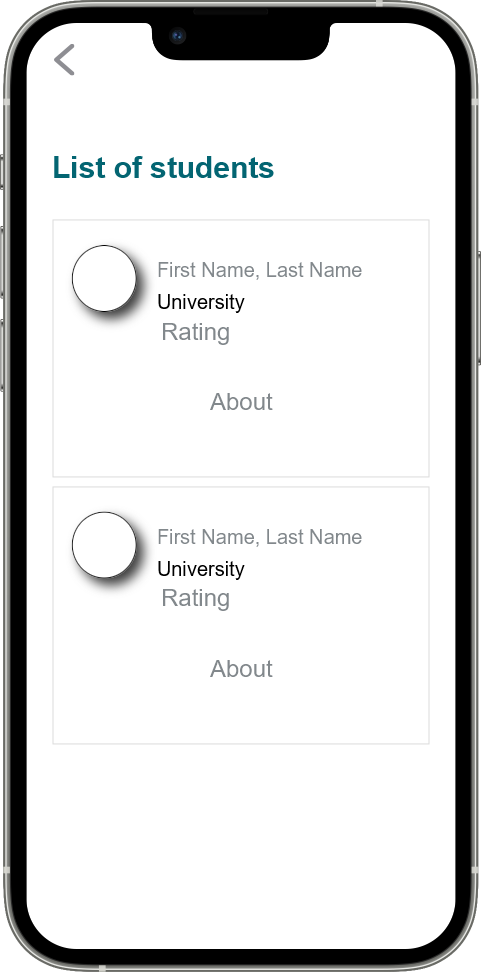 List of students
First Name, Last Name
University
Rating
About
First Name, Last Name
University
Rating
About